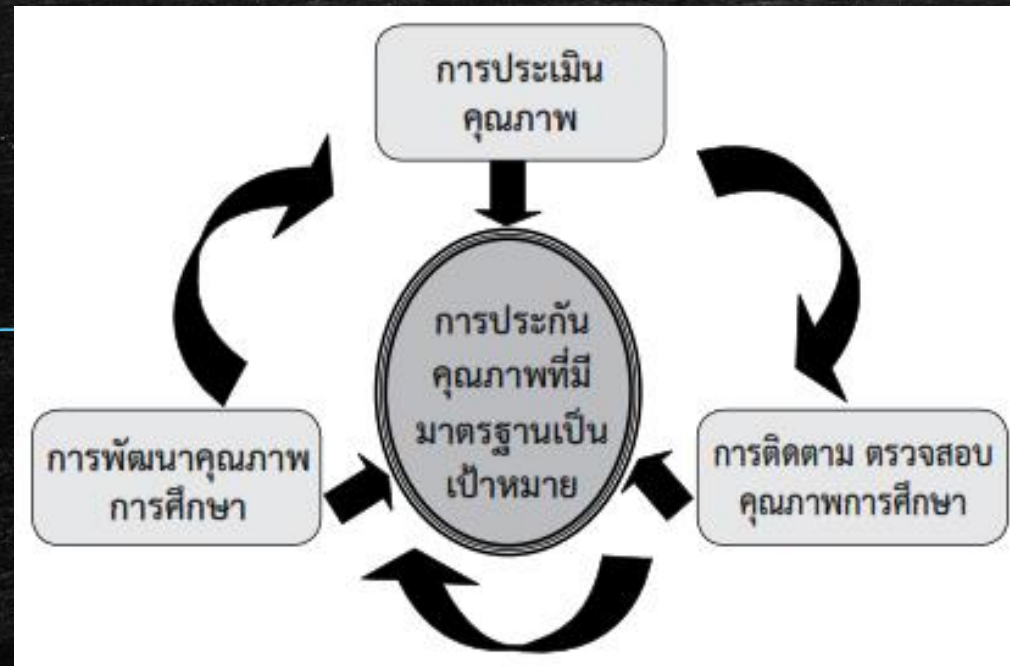 การประเมิน
คุณภาพ
การประกัน
คุณภาพที่มี
มาตรฐานเป็น
เป้าหมาย
การพัฒนาคุณภาพ
การศึกษา
การติดตาม ตรวจสอบ
คุณภาพการศึกษา